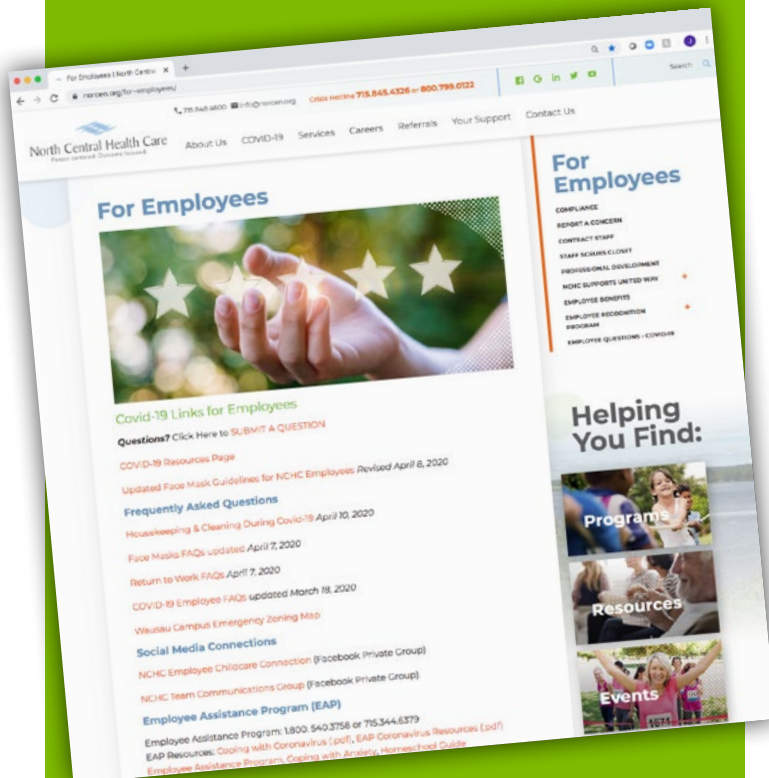 For Employees | North Centra
norcen.org/for-employees/
715.848.4600 info@norcen.org Crisis Hotline 715.845.4326 or 800.799.0122
Search
North Central Health Care
Person centered. Outcome focused.
About Us COVID-19 Services Careers Referrals Your Support Contact Us
For Employees
Covid-19 Links for Employees
Questions? Click Here to SUBMIT A QUESTION
COVID-19 Resources Page
Updated Face Mask Guidelines for NCHC Employees Revised April 8, 2020
Frequently Asked Questions
Housekeeping & Cleaning During Covid-19 April 10, 2020
Face Masks FAQs updated April 7, 2020
Return to Work FAQs April 7, 2020
COVID-19 Employee FAQs updated March 18, 2020
Wausau Campus Emergency Zoning Map
Social Media Connections
NCHC Employee Childcare Connection (Facebook Private Group)
NCHC Team Communications Group (Facebook Private Group)
Employee Assistance Program (EAP)
Employee Assistance Program: 1.800. 540.3758 or 715.344.6379
EAP Resources: Coping with Coronavirus (.pdf), EAP Coronavirus Resources (.pdf)
Employee Assistance Program, Coping with Anxiety, Homeschool Guide
For
Employees
COMPLIANCE
REPORT A CONCERN
CONTRACT STAFF
STAFF SCRUBS CLOSET
PROFESSIONAL DEVELOPMENT
NCHC SUPPORTS UNITED WAY +
EMPLOYEE BENEFITS
EMPLOYEE RECOGNITION +
PROGRAM
EMPLOYEE QUESTIONS - COVID-19
Helping
You Find:
Programs
Resources
Events
1671